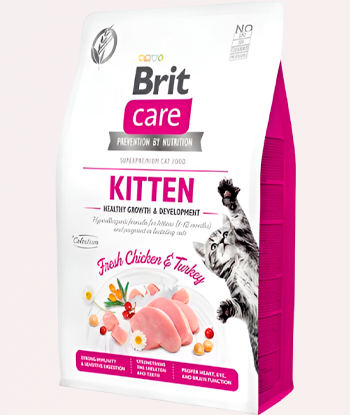 NO
Brit
care
PREVENTION BY NUTRITION
SUPERPREMIUM CAT FOOD
KITTEN
HEALTHY GROWTH & DEVELOPMENT
Hypoallergenic formula for kittens (1-12 months)
and pregnant or lactating cats
Colostrum
Fresh Chicken & Turkey
STRONG IMMUNITY
& SENSITIVE DIGESTION
STRENGTHENS
THE SKELETON
AND TEETH
PROPER HEART, EYE,
AND BRAIN FUNCTION